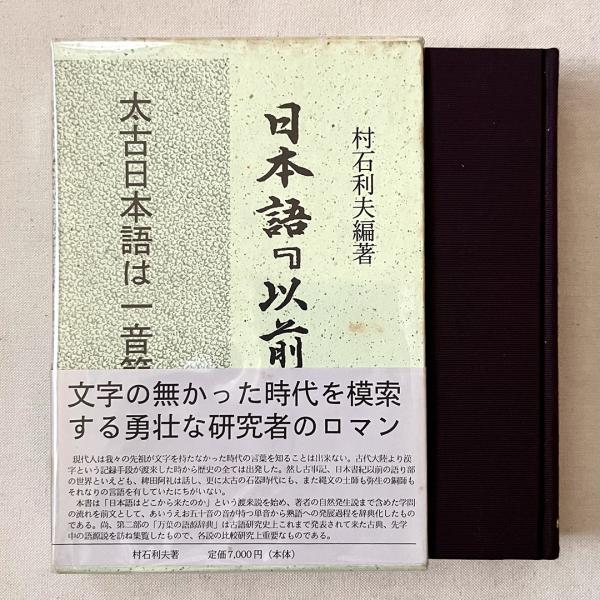 村石利夫編著
日本語『以前
太古日本語は一音
文字の無かった時代を模索
する勇壮な研究者のロマン
現代人は我々の先祖が文字を持たなかった時代の言葉を知ることは出来ない。古代大陸より漢
字という記録手段が渡来した時から歴史の全ては出発した。然し古事記、日本書紀以前の語り部
の世界といえども、稗田阿礼は話し、更に太古の石器時代にも、また縄文の土師も弥生の銅師も
それなりの言語を有していたにちがいない。
本書は「日本語はどこから来たのか」という渡来説を始め、著者の自然発生説まで含めた学問
の流れを前文として、あいうえお五十音の音が持つ単音から熟語への発展過程を辞典化したもの
である。尚、第二部の「万葉の語源辞典」は古語研究史上これまで発表されて来た古典、先学
中の語源説を訪ね集覧したもので、各説の比較研究上重要なものである。
村石利夫著 定価7,000円(本体)